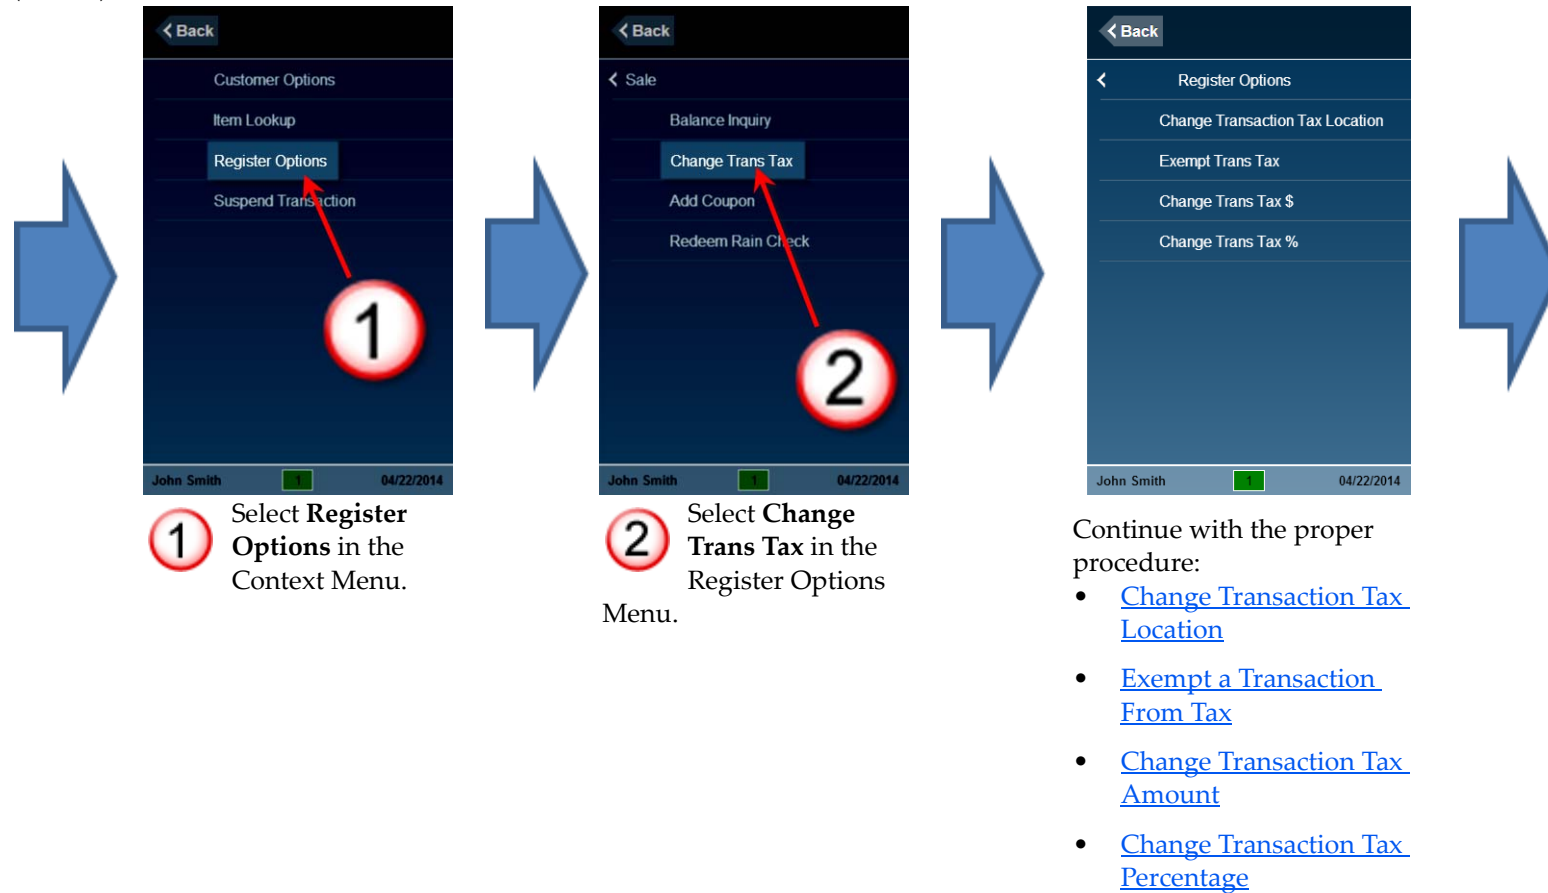 Back
Customer Options
Item Lookup
Register Options
Suspend Transaction
1
John Smith 1 04/22/2014
1 Select Register
Options in the
Context Menu.
Back
Sale
Balance Inquiry
Change Trans Tax
Add Coupon
Redeem Rain Check
2
John Smith 1 04/22/2014
2 Select Change
Trans Tax in the
Register Options
Menu.
Back
Register Options
Change Transaction Tax Location
Exempt Trans Tax
Change Trans Tax $
Change Trans Tax %
John Smith 1 04/22/2014
Continue with the proper
procedure:
• Change Transaction Tax
Location
• Exempt a Transaction
From Tax
• Change Transaction Tax
Amount
• Change Transaction Tax
Percentage